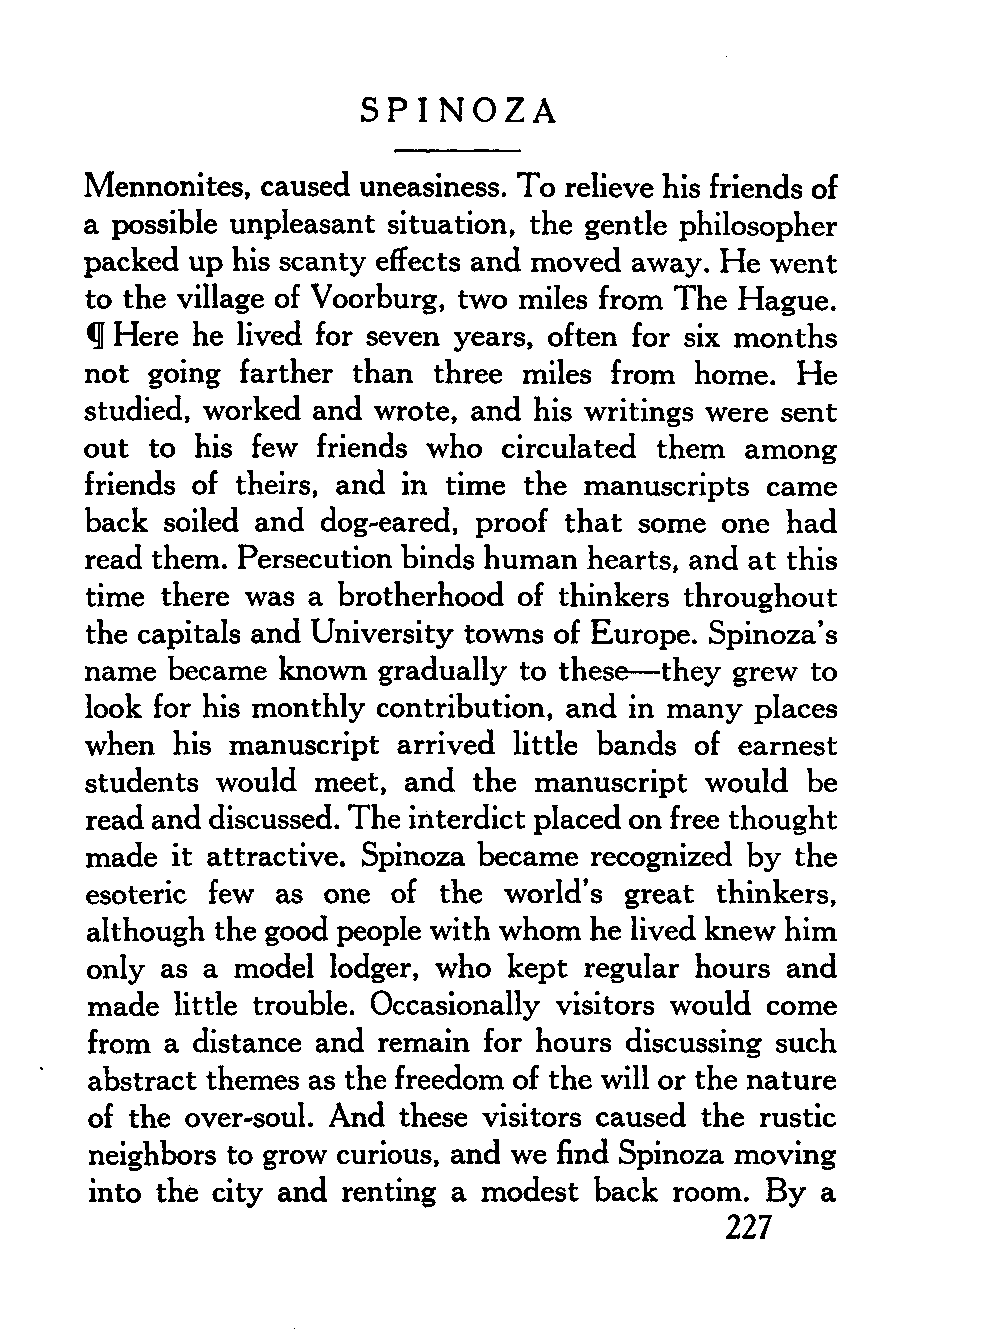 SPINOZA
Mennonites, caused uneasiness. To relieve his friends of
a possible unpleasant situation, the gentle philosopher
packed up his scanty effects and moved away. He went
to the village of Voorburg, two miles from The Hague.
¶ Here he lived for seven years, often for six months
not going farther than three miles from home. He
studied, worked and wrote, and his writings were sent
out to his few friends who circulated them among
friends of theirs, and in time the manuscripts came
back soiled and dog-eared, proof that some one had
read them. Persecution binds human hearts, and at this
time there was a brotherhood of thinkers throughout
the capitals and University towns of Europe. Spinoza's
name became known gradually to these—they grew to
look for his monthly contribution, and in many places
when his manuscript arrived little bands of earnest
students would meet, and the manuscript would be
read and discussed. The interdict placed on free thought
made it attractive. Spinoza became recognized by the
esoteric few as one of the world's great thinkers,
although the good people with whom he lived knew him
only as a model lodger, who kept regular hours and
made little trouble. Occasionally visitors would come
from a distance and remain for hours discussing such
abstract themes as the freedom of the will or the nature
of the over-soul. And these visitors caused the rustic
neighbors to grow curious, and we find Spinoza moving
into the city and renting a modest back room. By a
227